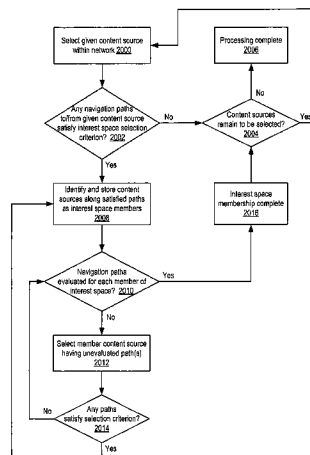 Select given content source
within network 2000
Processing complete
2006
Any navigation paths
to/from given content source
satisfy interest space selection
criterion? 2002
No
Content sources
remain to be selected?
2004
No
Yes
Yes
Identify and store content
sources along satisfied paths
as interest space members
2008
Interest space
membership complete
2016
Navigation paths
evaluated for each member of
interest space? 2010
Yes
No
Select member content source
having unevaluated path(s)
2012
Any paths
satisfy selection criterion?
2014
No
Yes